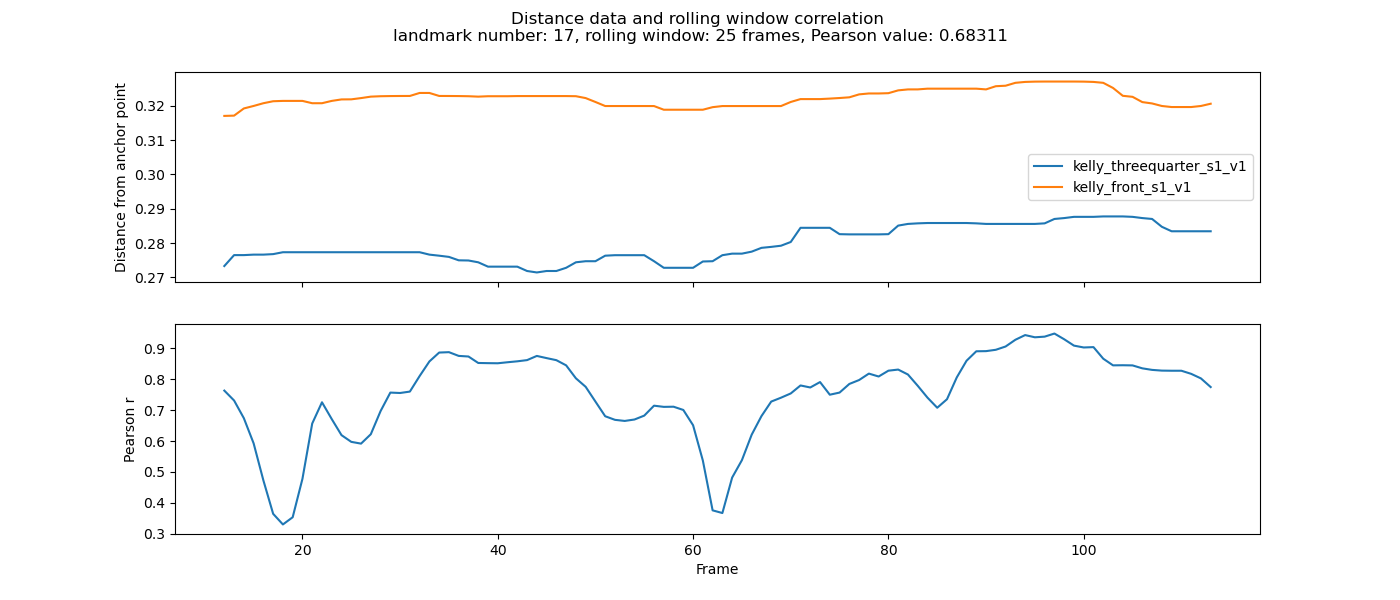 Distance data and rolling window correlation
landmark number: 17, rolling window: 25 frames, Pearson value: 0.68311
Distance from anchor point
0.32
0.31
0.30
0.29
0.28
0.27
kelly_threequarter_s1_v1
kelly_front_s1_v1
Pearson r
0.9
0.8
0.7
0.6
0.5
0.4
0.3
20 40 60 80 100
Frame